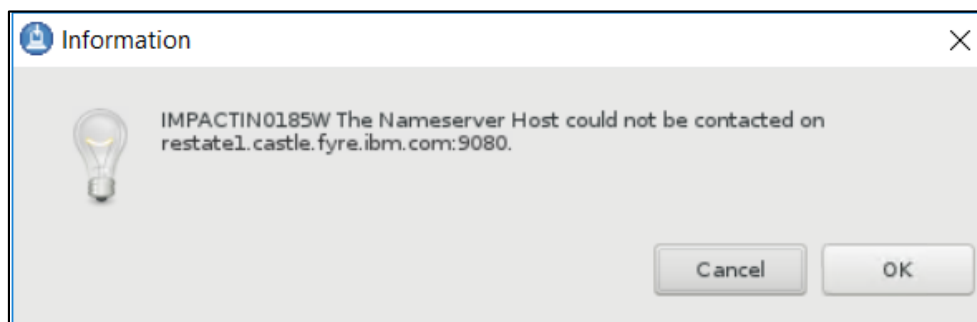 Information
IMPACTIN0185W The Nameserver Host could not be contacted on
restate1.castle.fyre.ibm.com:9080.
Cancel
OK